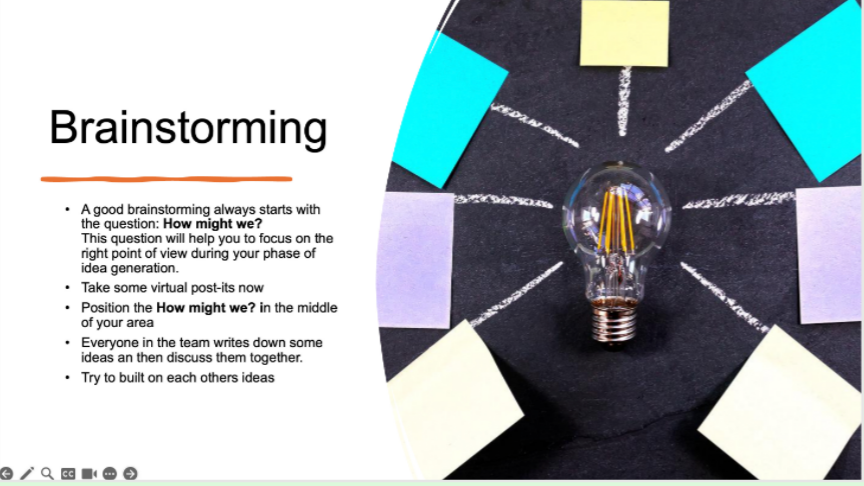 Brainstorming
• A good brainstorming always starts with
the question: How might we?
This question will help you to focus on the
right point of view during your phase of
idea generation.
• Take some virtual post-its now
• Position the How might we? in the middle
of your area
• Everyone in the team writes down some
ideas an then discuss them together.
• Try to built on each others ideas
CC